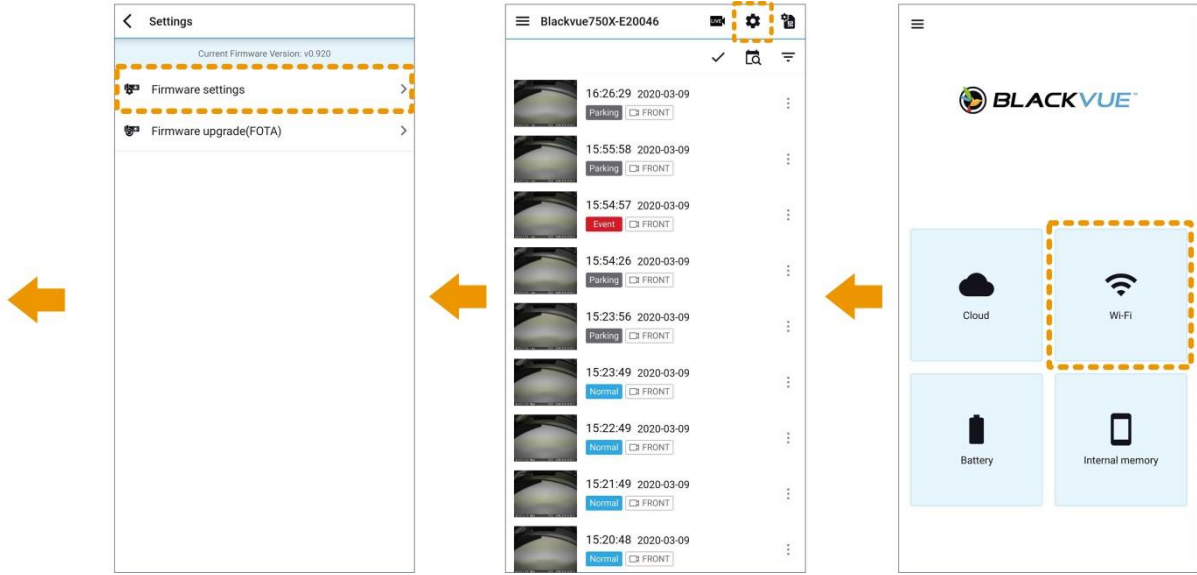 Settings
Current Firmware Version: v0.920
Firmware settings
Firmware upgrade(FOTA)
Blackvue750X-E20046
LIVE
16:26:29 2020-03-09
Parking FRONT
15:55:58 2020-03-09
Parking FRONT
15:54:57 2020-03-09
Event FRONT
15:54:26 2020-03-09
Parking FRONT
15:23:56 2020-03-09
Parking FRONT
15:23:49 2020-03-09
Normal FRONT
15:22:49 2020-03-09
Normal FRONT
15:21:49 2020-03-09
Normal FRONT
15:20:48 2020-03-09
Normal FRONT
BLACKVUE™
Cloud
Wi-Fi
Battery
Internal memory